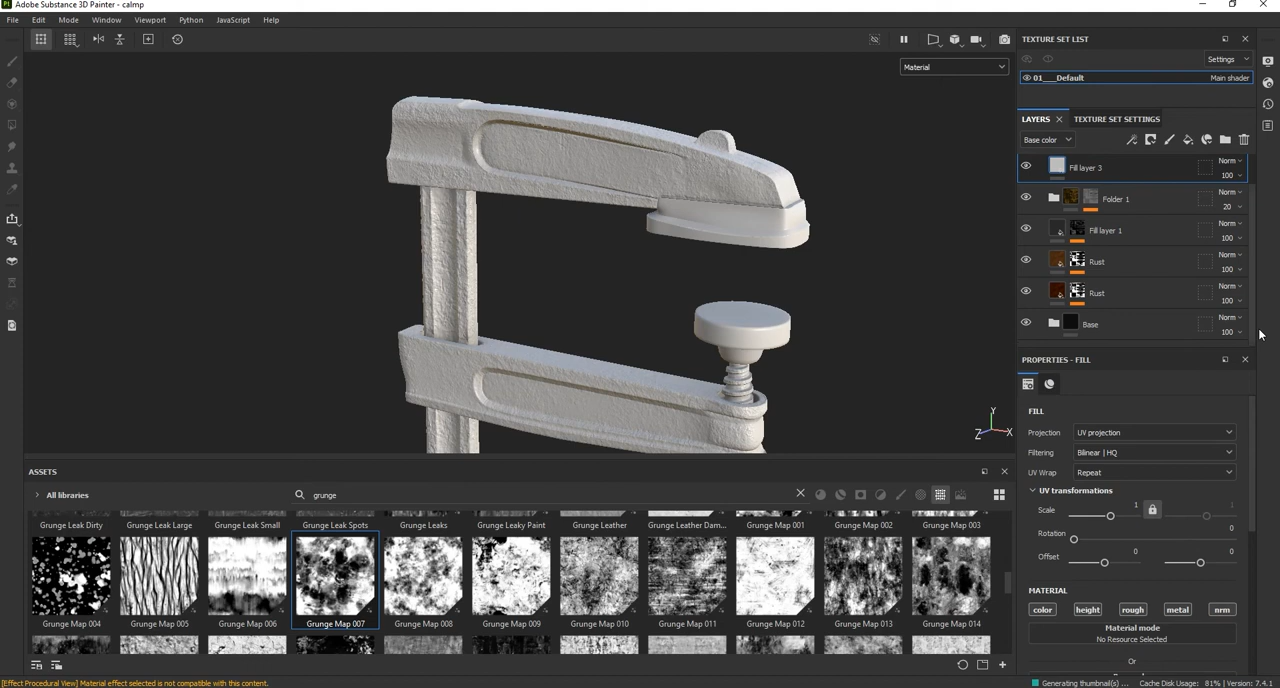 Adobe Substance 3D Painter - calmp
File Edit Mode Window Viewport Python JavaScript Help
Material
TEXTURE SET LIST
Settings
01___Default Main shader
LAYERS TEXTURE SET SETTINGS
Base color
Fill layer 3 Norm 100
Folder 1 Norm 20
Fill layer 1 Norm 100
Rust Norm 100
Rust Norm 100
Base Norm 100
PROPERTIES - FILL
FILL
Projection UV projection
Filtering Bilinear | HQ
UV Wrap Repeat
UV transformations
Scale 1 1
Rotation 0
Offset 0 0
MATERIAL
color height rough metal nrm
Material mode
No Resource Selected
Or
Y
Z X
ASSETS
All libraries grunge
Grunge Leak Dirty Grunge Leak Large Grunge Leak Small Grunge Leak Spots Grunge Leaks Grunge Leaky Paint Grunge Leather Grunge Leather Dam... Grunge Map 001 Grunge Map 002 Grunge Map 003
Grunge Map 004 Grunge Map 005 Grunge Map 006 Grunge Map 007 Grunge Map 008 Grunge Map 009 Grunge Map 010 Grunge Map 011 Grunge Map 012 Grunge Map 013 Grunge Map 014
[Effect Procedural View] Material effect selected is not compatible with this content. Generating thumbnail(s) ... Cache Disk Usage: 81% | Version: 7.4.1